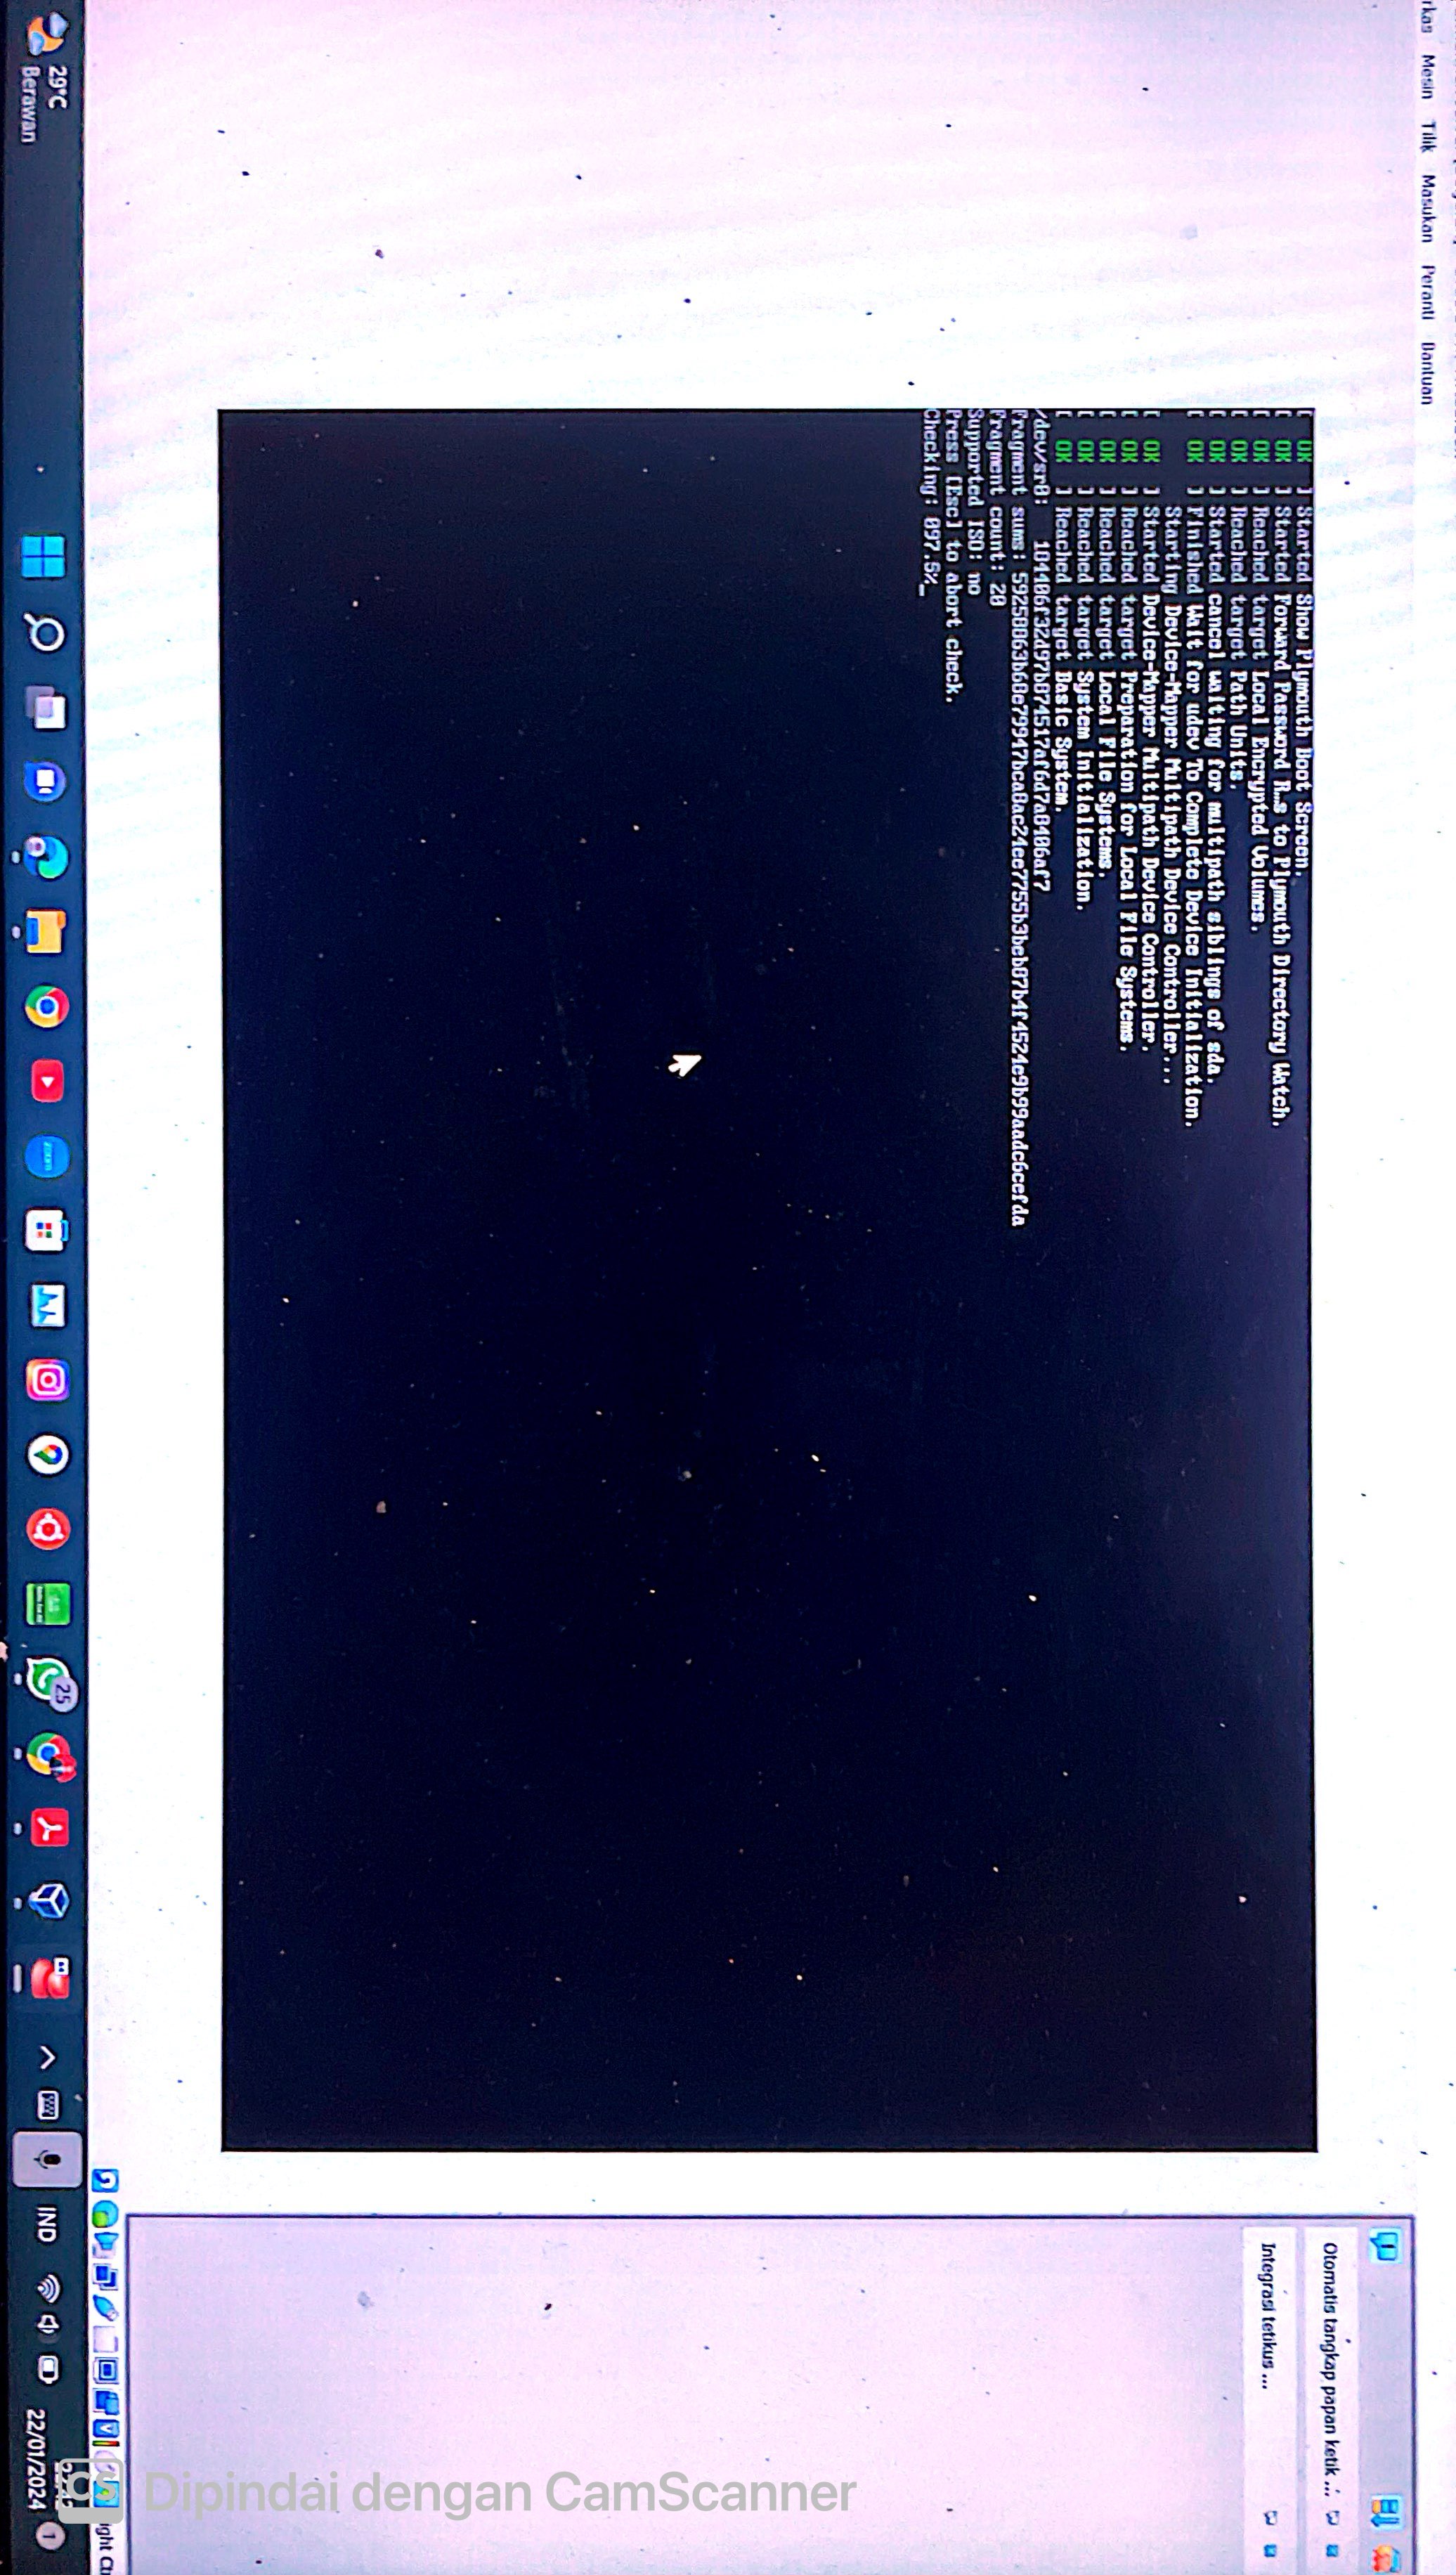 Mesin Tilik Masukan Peranti Bantuan
Otomatis tangkap papan ketik ...
Integrasi tetikus ...
[ OK ] Started Show Plymouth Boot Screen.
[ OK ] Started Forward Password R…s to Plymouth Directory Watch.
[ OK ] Reached target Local Encrypted Volumes.
[ OK ] Reached target Path Units.
[ OK ] Started cancel waiting for multipath siblings of sda.
[ OK ] Finished Wait for udev To Complete Device Initialization.
Starting Device-Mapper Multipath Device Controller...
[ OK ] Started Device-Mapper Multipath Device Controller.
[ OK ] Reached target Preparation for Local File Systems.
[ OK ] Reached target Local File Systems.
[ OK ] Reached target System Initialization.
[ OK ] Reached target Basic System.
/dev/sr0:
Fragment sums:
Fragment count: 20
Supported ISO: no
Press [Esc] to abort check.
Checking: 097.5%_
Dipindai dengan CamScanner
CS
29°C
Berawan
zoom
25
IND
22/01/2024
1